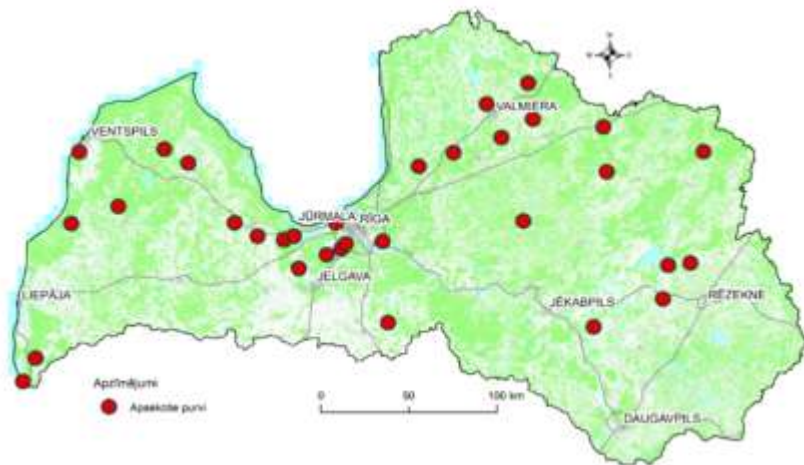 N
VALMIERA
VENTSPILS
JŪRMALA RĪGA
JELGAVA
LIEPĀJA
JĒKABPILS
RĒZEKNE
Apzīmējumi
0 50 100 km
Apsekotie purvi
DAUGAVPILS